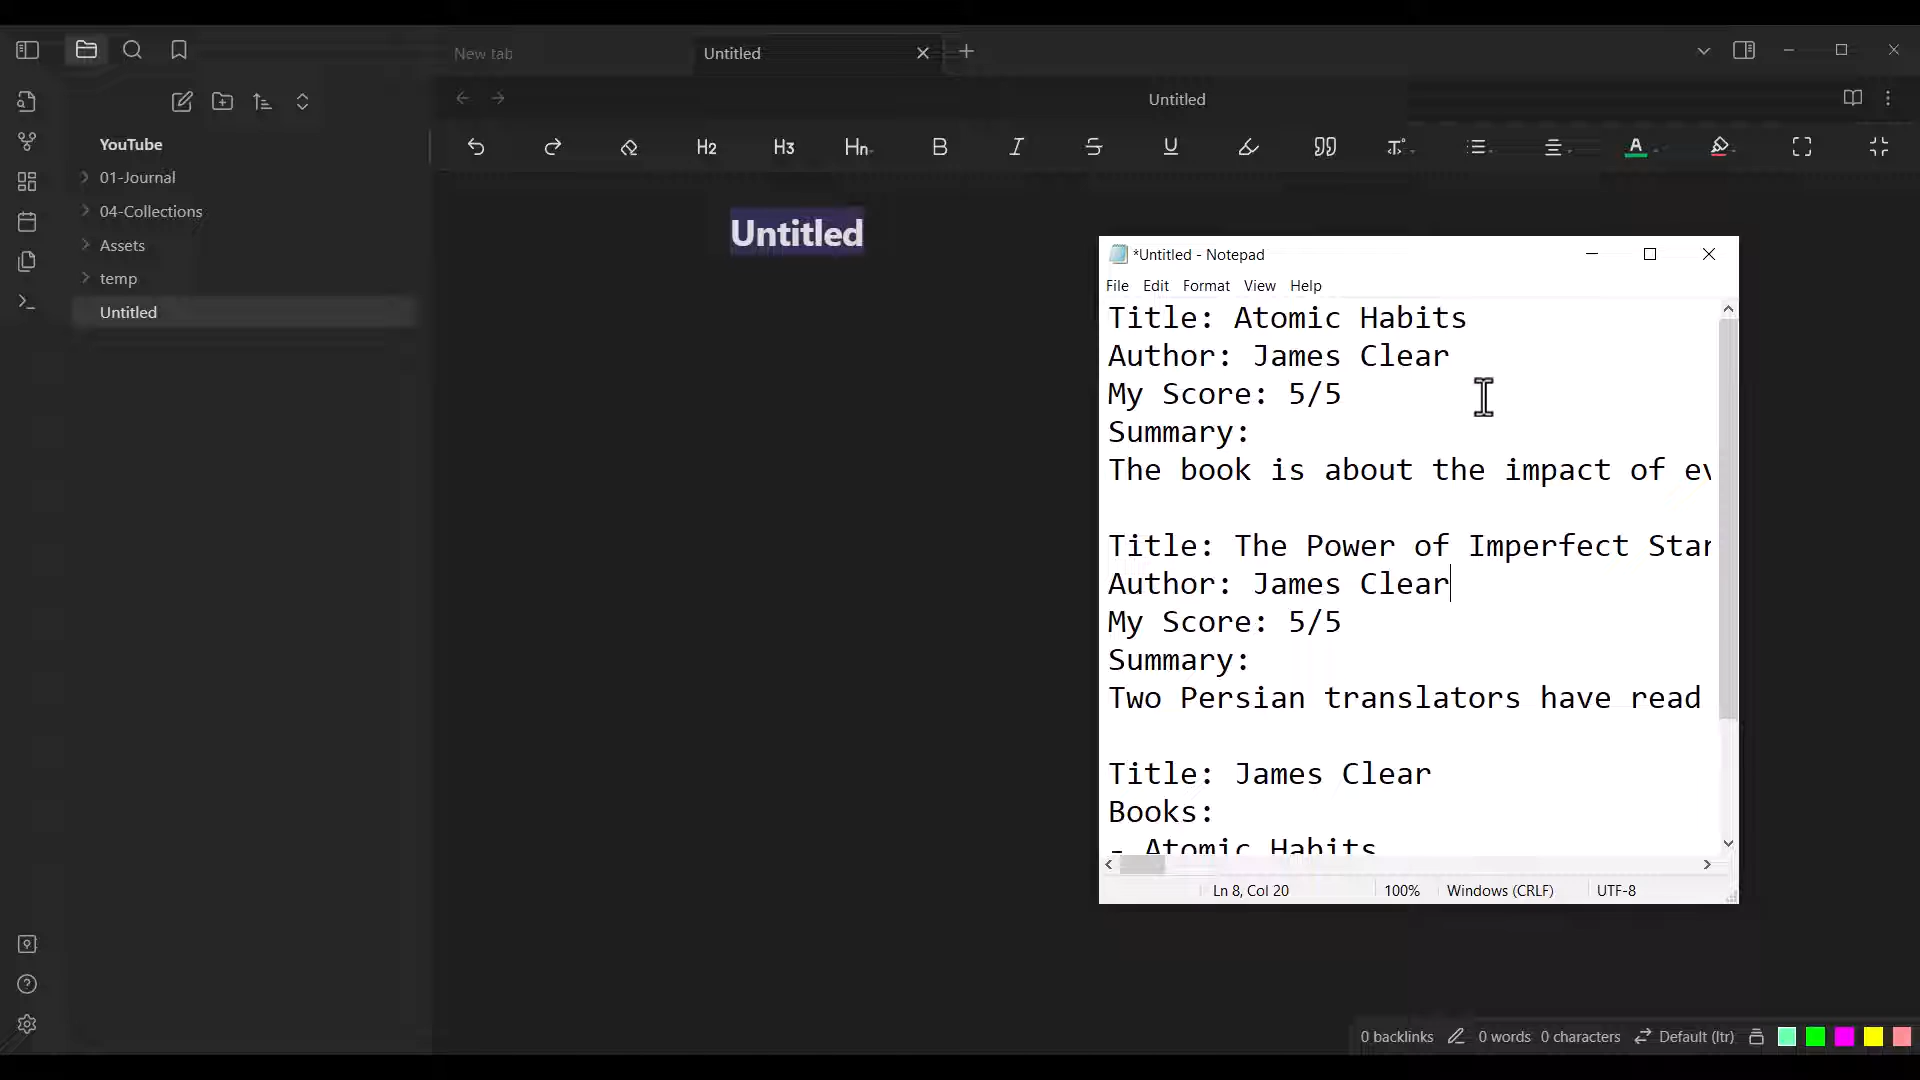 New tab
Untitled
Untitled
H2 H3 Hn B I S U A
YouTube
01-Journal
04-Collections
Assets
temp
Untitled
Untitled
*Untitled - Notepad
File Edit Format View Help
Title: Atomic Habits
Author: James Clear
My Score: 5/5
Summary:
The book is about the impact of ev
Title: The Power of Imperfect Star
Author: James Clear
My Score: 5/5
Summary:
Two Persian translators have read
Title: James Clear
Books:
- Atomic Habits
Ln 8, Col 20 100% Windows (CRLF) UTF-8
0 backlinks 0 words 0 characters Default (ltr)